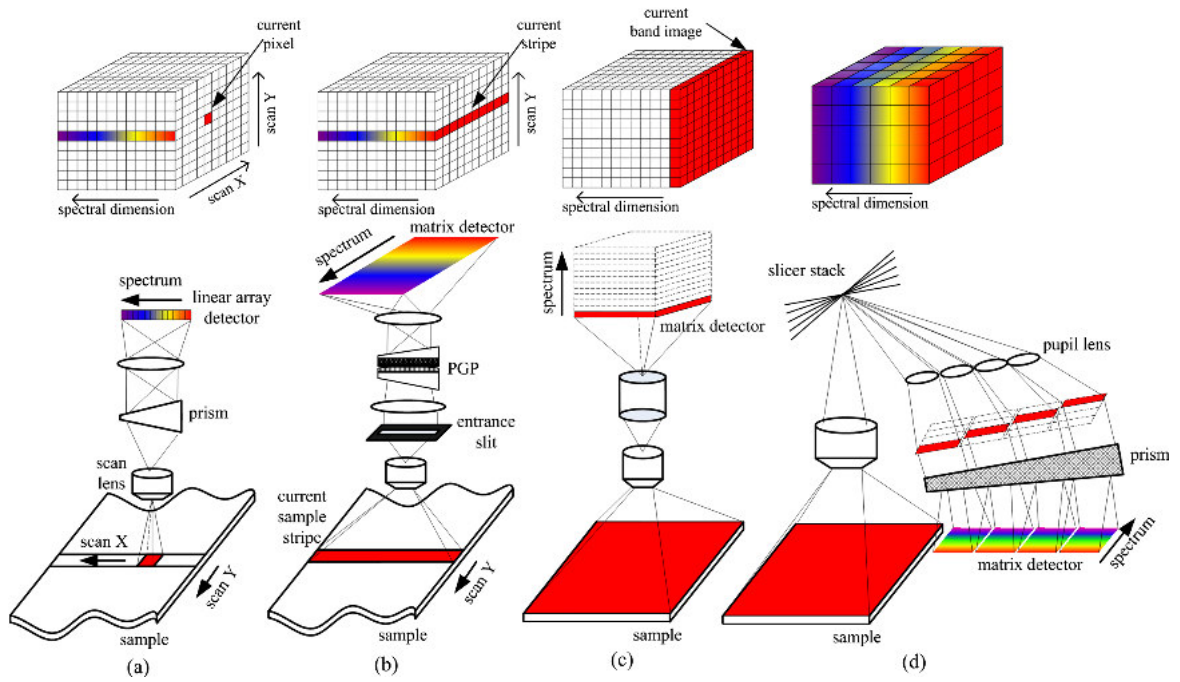 current
pixel
scan Y
scan X
spectral dimension
spectrum
linear array
detector
prism
scan
lens
scan X
scan Y
sample
(a)
current
stripe
scan Y
spectral dimension
matrix detector
spectrum
PGP
entrance
slit
current
sample
stripe
scan Y
sample
(b)
current
band image
spectral dimension
spectrum
matrix detector
sample
(c)
spectral dimension
slicer stack
pupil lens
prism
spectrum
matrix detector
sample
(d)